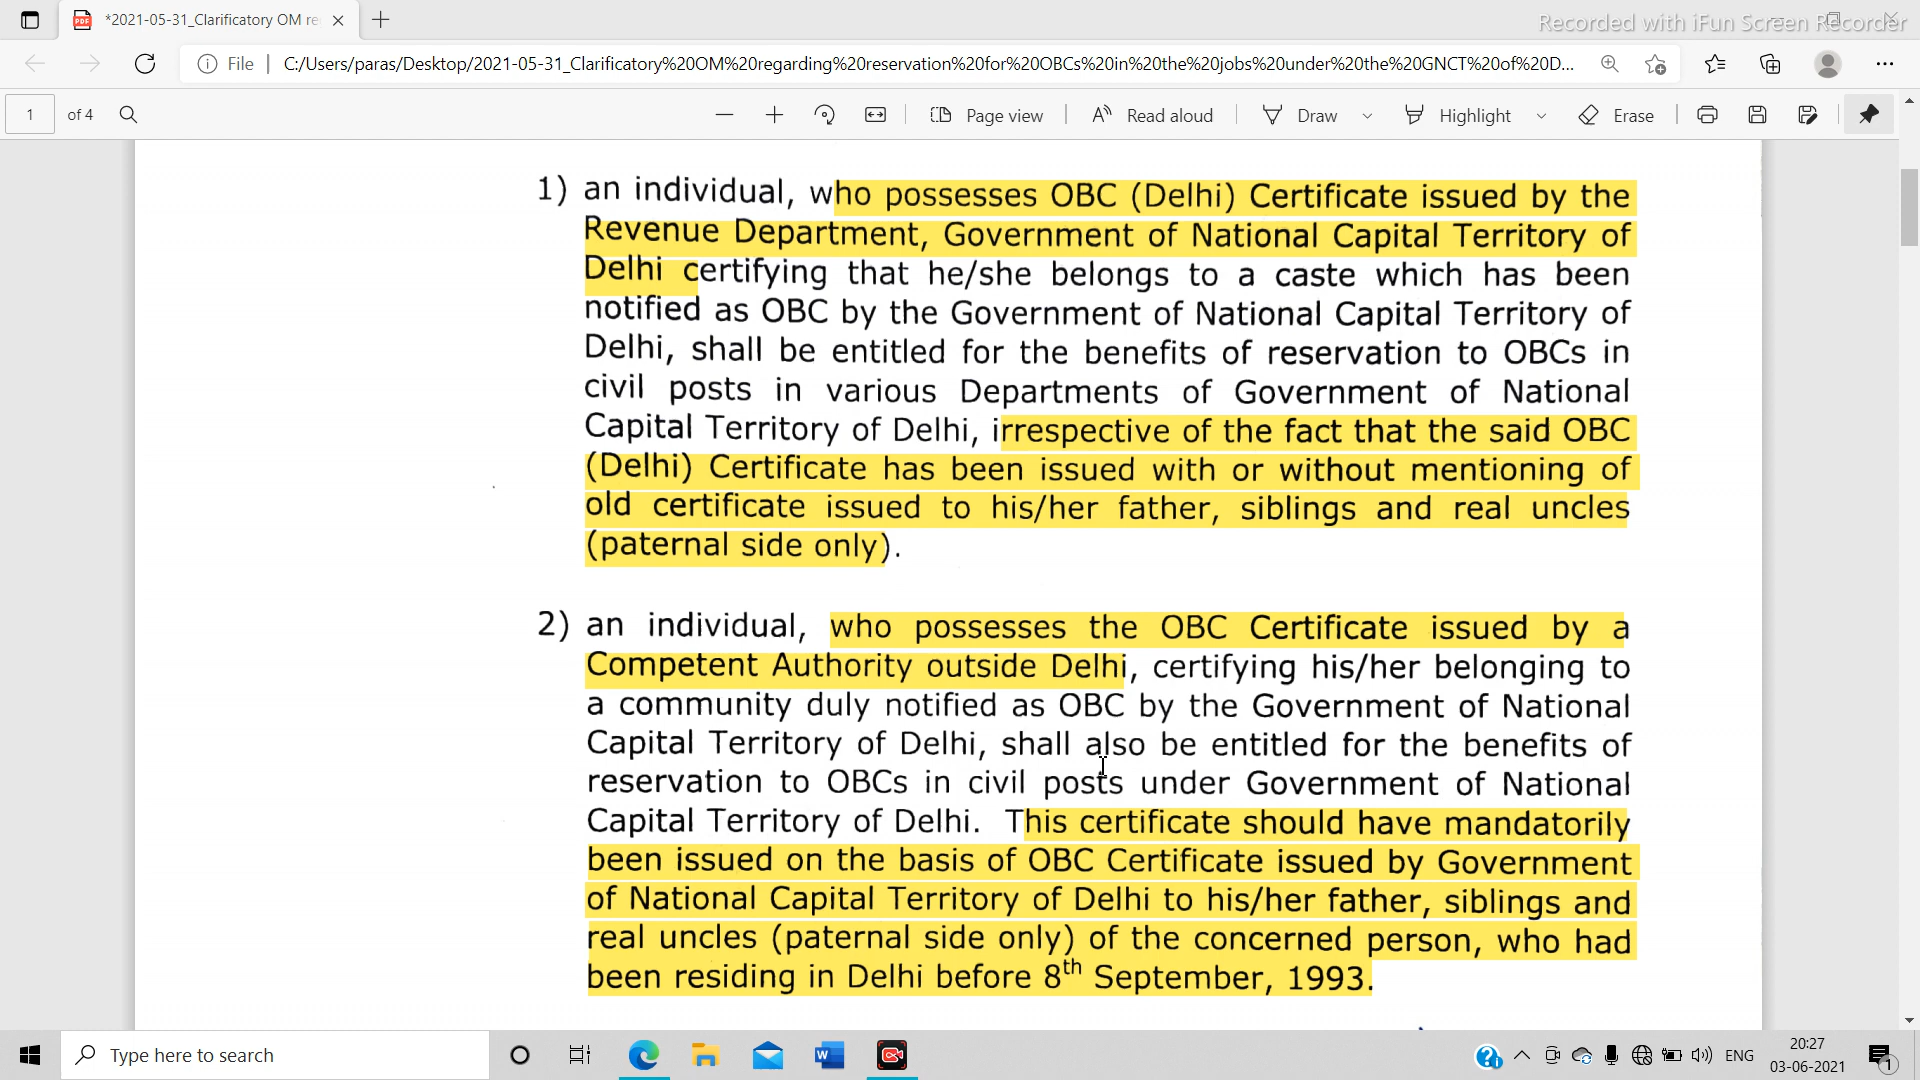 *2021-05-31_Clarificatory OM re
Recorded with iFun Screen Recorder
File
C:/Users/paras/Desktop/2021-05-31_Clarificatory%20OM%20regarding%20reservation%20for%20OBCs%20in%20the%20jobs%20under%20the%20GNCT%20of%20D...
1 of 4
Page view
Read aloud
Draw
Highlight
Erase
1) an individual, who possesses OBC (Delhi) Certificate issued by the
Revenue Department, Government of National Capital Territory of
Delhi certifying that he/she belongs to a caste which has been
notified as OBC by the Government of National Capital Territory of
Delhi, shall be entitled for the benefits of reservation to OBCs in
civil posts in various Departments of Government of National
Capital Territory of Delhi, irrespective of the fact that the said OBC
(Delhi) Certificate has been issued with or without mentioning of
old certificate issued to his/her father, siblings and real uncles
(paternal side only).
2) an individual, who possesses the OBC Certificate issued by a
Competent Authority outside Delhi, certifying his/her belonging to
a community duly notified as OBC by the Government of National
Capital Territory of Delhi, shall also be entitled for the benefits of
reservation to OBCs in civil posts under Government of National
Capital Territory of Delhi. This certificate should have mandatorily
been issued on the basis of OBC Certificate issued by Government
of National Capital Territory of Delhi to his/her father, siblings and
real uncles (paternal side only) of the concerned person, who had
been residing in Delhi before 8th September, 1993.
Type here to search
ENG
20:27
03-06-2021
1